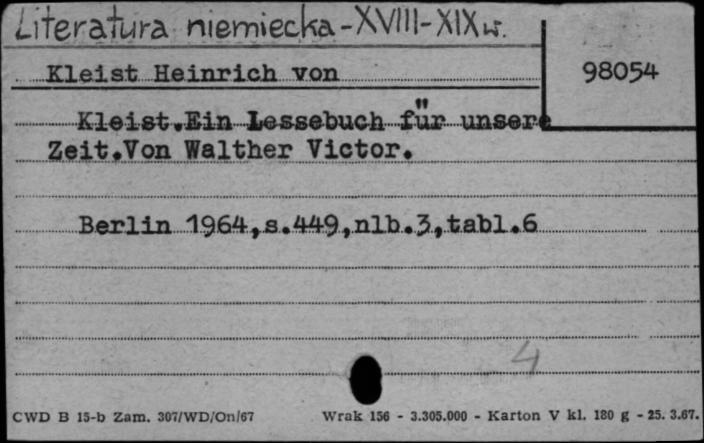 Literatura niemiecka-XVIII-XIX w.
Kleist Heinrich von
98054
Kleist.Ein Lessebuch für unsere
Zeit.Von Walther Victor.
Berlin 1964,s.449,nlb.3,tabl.6
4
CWD B 15-b Zam. 307/WD/On/67 Wrak 156 - 3.305.000 - Karton V kl. 180 g - 25. 3.67.